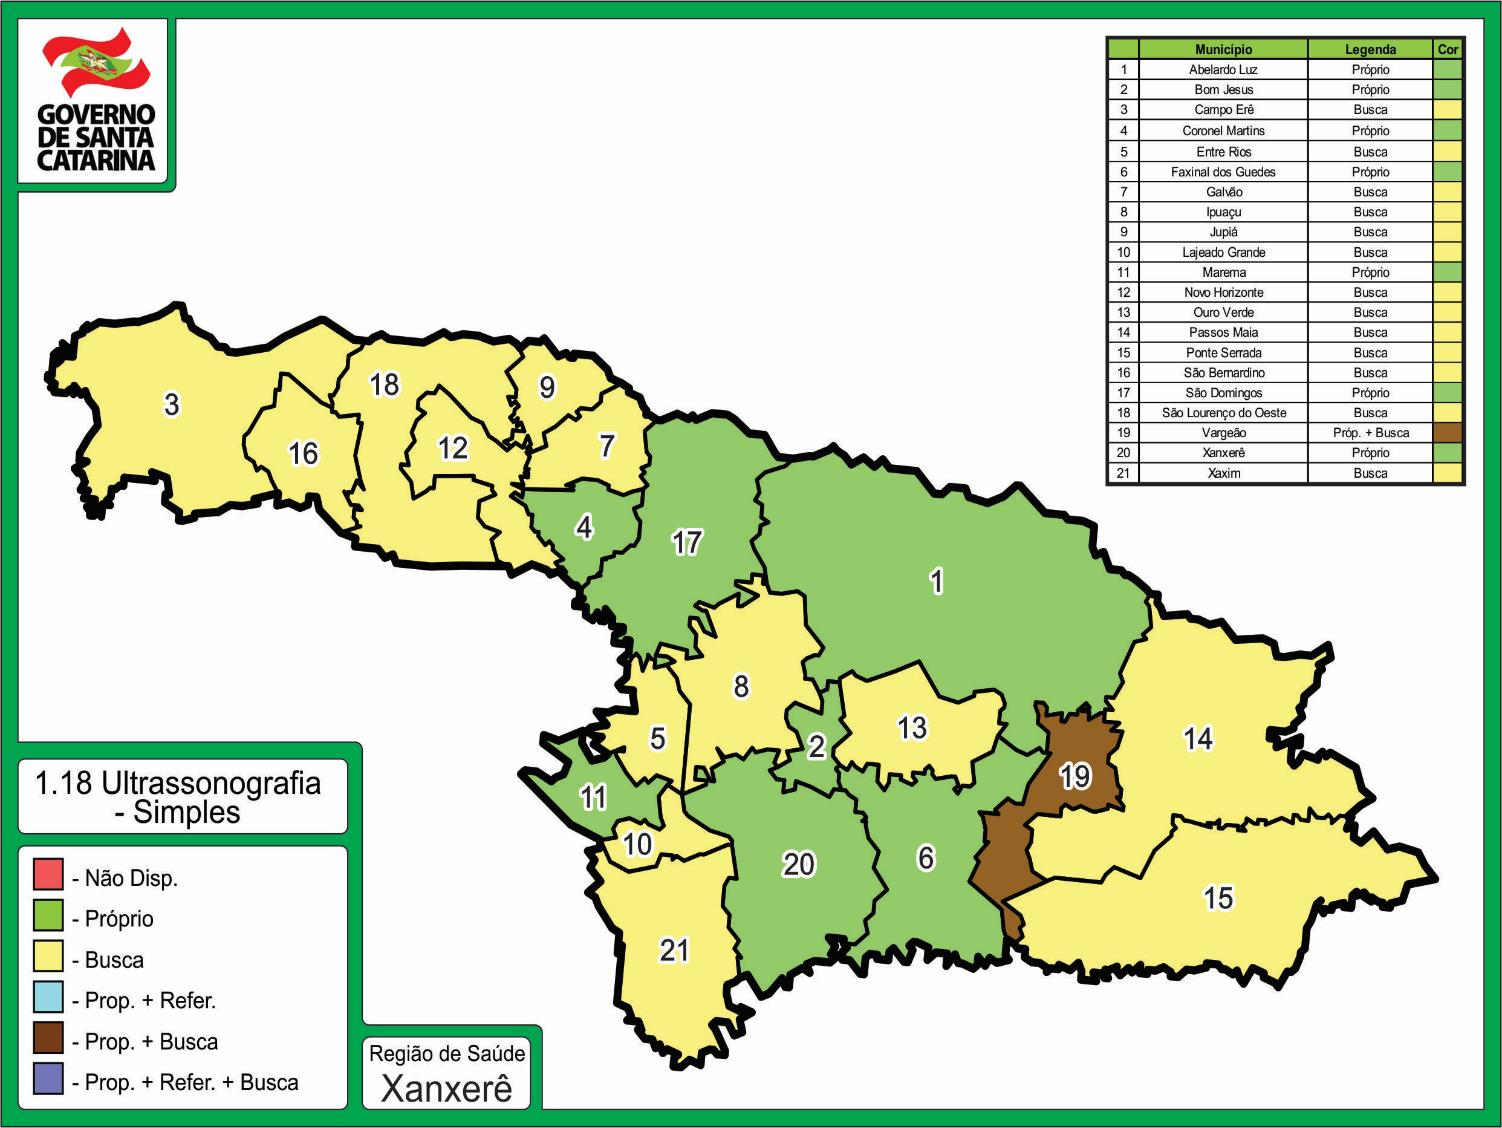 GOVERNO
DE SANTA
CATARINA
Município Legenda Cor
1 Abelardo Luz Próprio
2 Bom Jesus Próprio
3 Campo Erê Busca
4 Coronel Martins Próprio
5 Entre Rios Busca
6 Faxinal dos Guedes Próprio
7 Galvão Busca
8 Ipuaçu Busca
9 Jupiá Busca
10 Lajeado Grande Busca
11 Marema Próprio
12 Novo Horizonte Busca
13 Ouro Verde Busca
14 Passos Maia Busca
15 Ponte Serrada Busca
16 São Bernardino Busca
17 São Domingos Próprio
18 São Lourenço do Oeste Busca
19 Vargeão Próp. + Busca
20 Xanxerê Próprio
21 Xaxim Busca
3
18
9
16
12
7
4
17
1
8
5
2
13
14
19
11
10
20
6
15
21
1.18 Ultrassonografia
- Simples
- Não Disp.
- Próprio
- Busca
- Prop. + Refer.
- Prop. + Busca
- Prop. + Refer. + Busca
Região de Saúde
Xanxerê